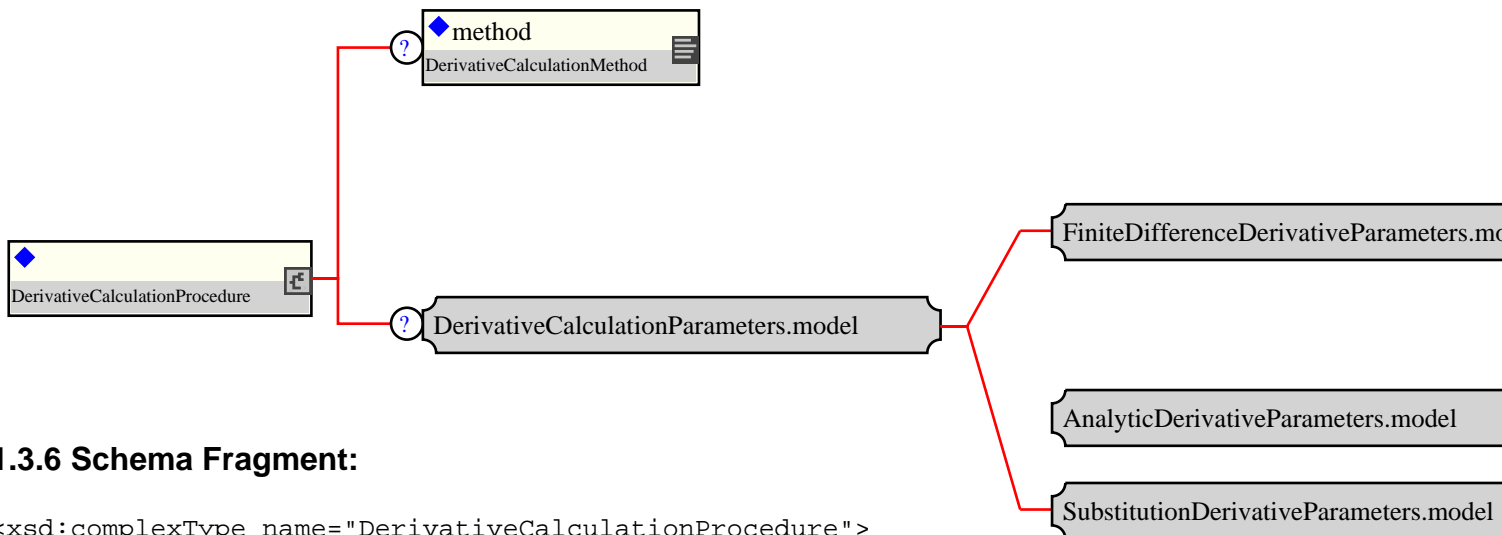 method
?
DerivativeCalculationMethod
FiniteDifferenceDerivativeParameters.mo
DerivativeCalculationProcedure
?
DerivativeCalculationParameters.model
AnalyticDerivativeParameters.model
1.3.6 Schema Fragment:
SubstitutionDerivativeParameters.model
<xsd:complexType name="DerivativeCalculationProcedure">